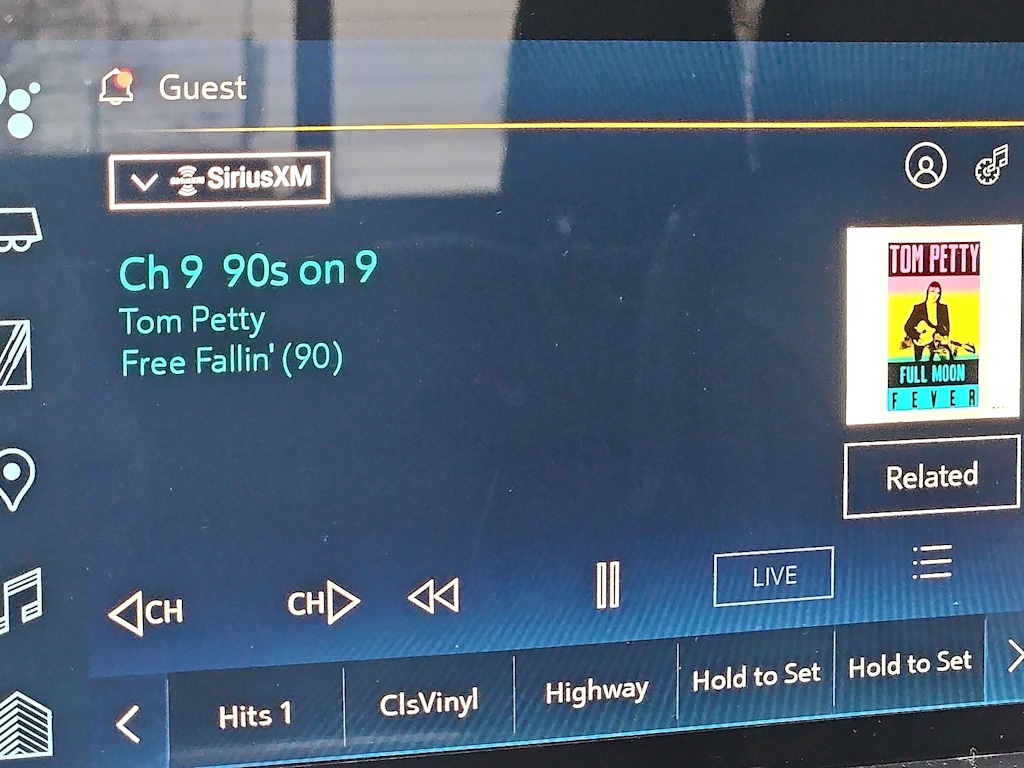 Guest
SiriusXM
Ch 9 90s on 9
Tom Petty
Free Fallin' (90)
TOM PETTY
FULL MOON
FEVER
Related
CH
CH
LIVE
Hits 1
ClsVinyl
Highway
Hold to Set
Hold to Set